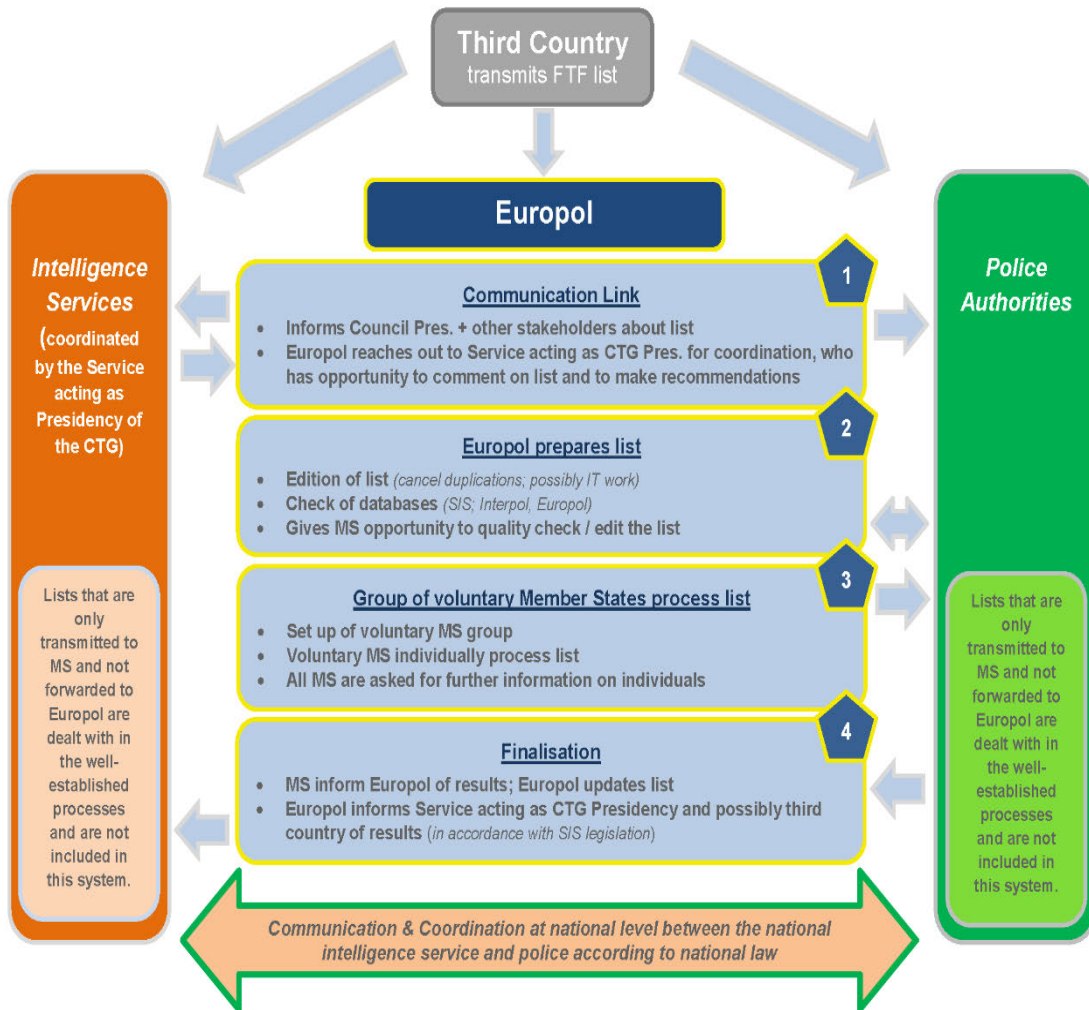 Third Country
transmits FTF list
Europol
Intelligence
Services
(coordinated
by the Service
acting as
Presidency of
the CTG)
Lists that are
only
transmitted to
MS and not
forwarded to
Europol are
dealt with in
the well-
established
processes
and are not
included in
this system.
1
Communication Link
• Informs Council Pres. + other stakeholders about list
• Europol reaches out to Service acting as CTG Pres. for coordination, who
has opportunity to comment on list and to make recommendations
2
Europol prepares list
• Edition of list (cancel duplications; possibly IT work)
• Check of databases (SIS; Interpol, Europol)
• Gives MS opportunity to quality check / edit the list
3
Group of voluntary Member States process list
• Set up of voluntary MS group
• Voluntary MS individually process list
• All MS are asked for further information on individuals
4
Finalisation
• MS inform Europol of results; Europol updates list
• Europol informs Service acting as CTG Presidency and possibly third
country of results (in accordance with SIS legislation)
Police
Authorities
Lists that are
only
transmitted to
MS and not
forwarded to
Europol are
dealt with in
the well-
established
processes
and are not
included in
this system.
Communication & Coordination at national level between the national
intelligence service and police according to national law